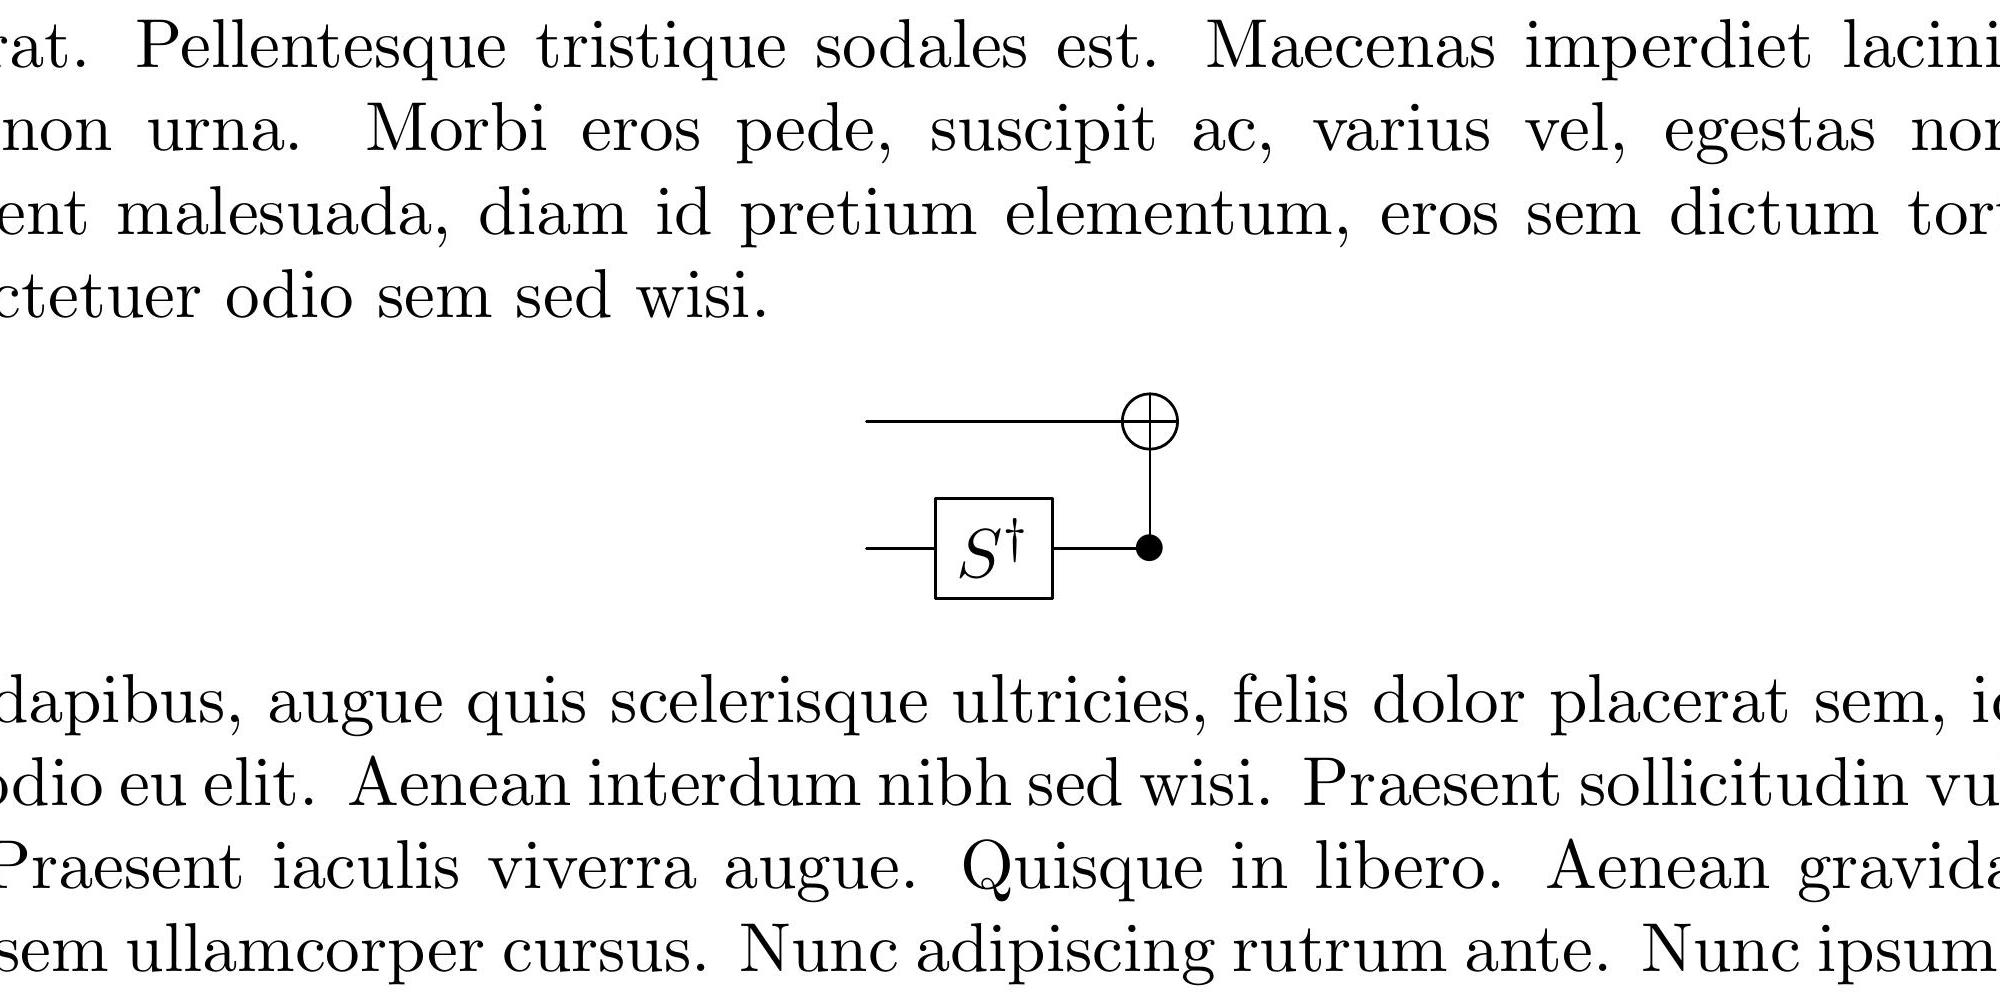 rat. Pellentesque tristique sodales est. Maecenas imperdiet lacini
non urna. Morbi eros pede, suscipit ac, varius vel, egestas non
ent malesuada, diam id pretium elementum, eros sem dictum tort
ctetuer odio sem sed wisi.
S†
dapibus, augue quis scelerisque ultricies, felis dolor placerat sem, id
odio eu elit. Aenean interdum nibh sed wisi. Praesent sollicitudin vu
Praesent iaculis viverra augue. Quisque in libero. Aenean gravida
sem ullamcorper cursus. Nunc adipiscing rutrum ante. Nunc ipsum